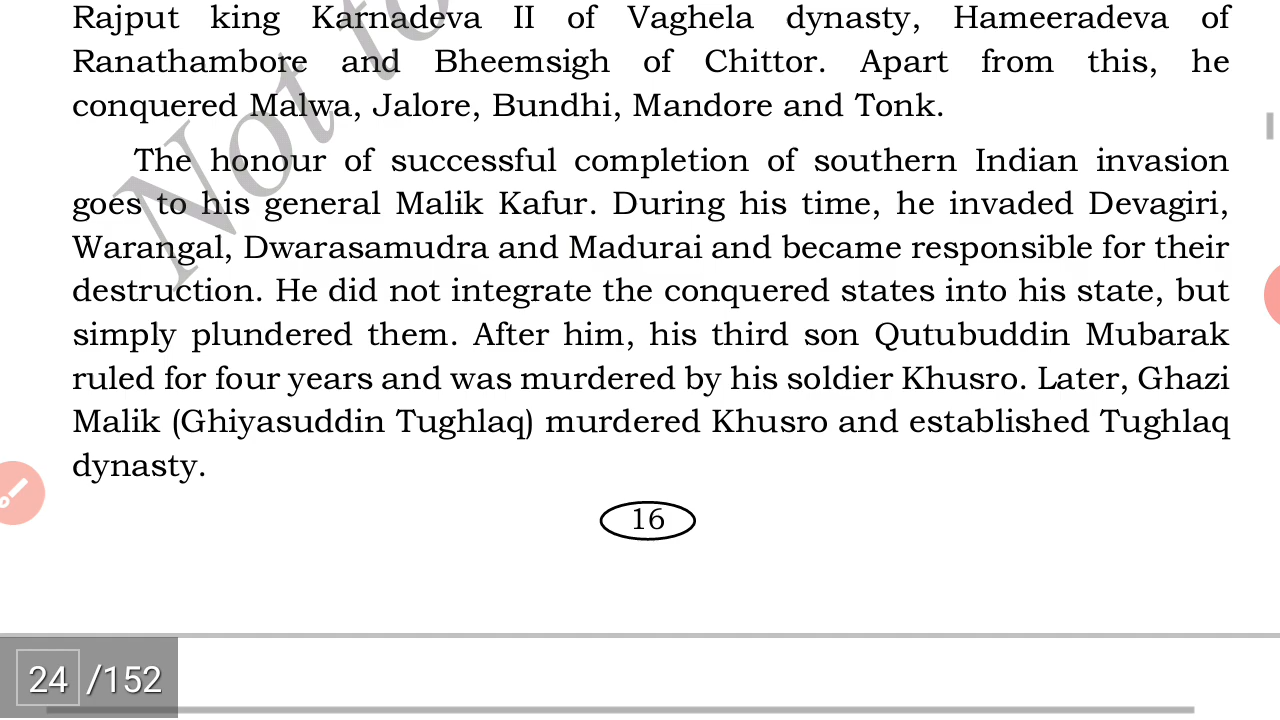 Rajput king Karnadeva II of Vaghela dynasty, Hameeradeva of
Ranathambore and Bheemsigh of Chittor. Apart from this, he
conquered Malwa, Jalore, Bundhi, Mandore and Tonk.
The honour of successful completion of southern Indian invasion
goes to his general Malik Kafur. During his time, he invaded Devagiri,
Warangal, Dwarasamudra and Madurai and became responsible for their
destruction. He did not integrate the conquered states into his state, but
simply plundered them. After him, his third son Qutubuddin Mubarak
ruled for four years and was murdered by his soldier Khusro. Later, Ghazi
Malik (Ghiyasuddin Tughlaq) murdered Khusro and established Tughlaq
dynasty.
16
Not to
24 /152